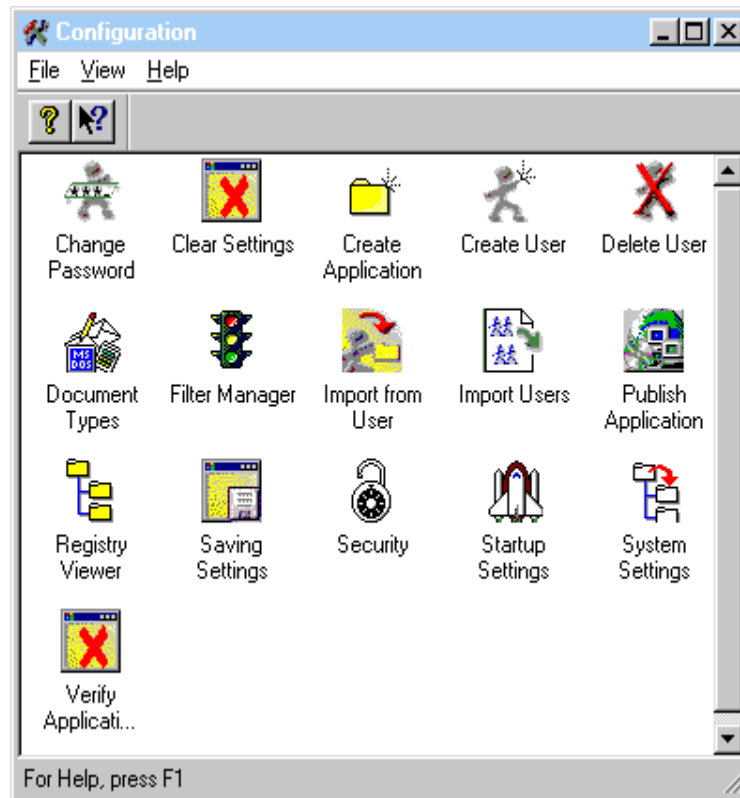 Configuration
File View Help
Change Password
Clear Settings
Create Application
Create User
Delete User
MS DOS
Document Types
Filter Manager
Import from User
Import Users
Publish Application
Registry Viewer
Saving Settings
Security
Startup Settings
System Settings
Verify Applicati...
For Help, press F1